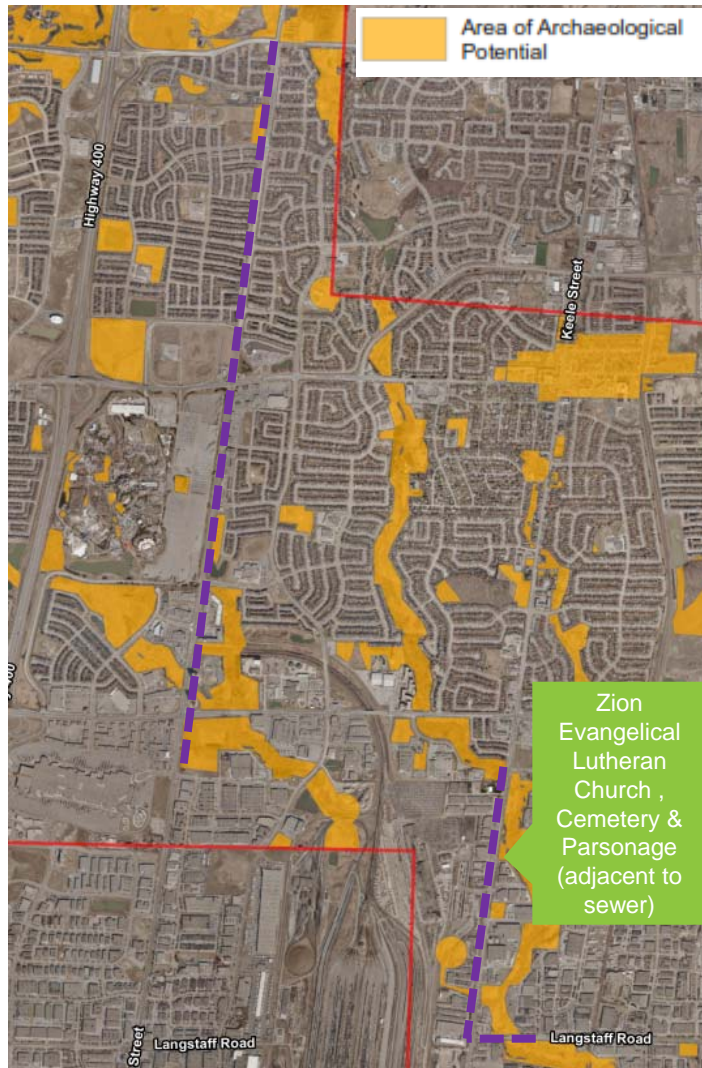 Area of Archaeological
Potential
Highway 400
Keele Street
Zion
Evangelical
Lutheran
Church ,
Cemetery &
Parsonage
(adjacent to
sewer)
Street
Langstaff Road
Langstaff Road